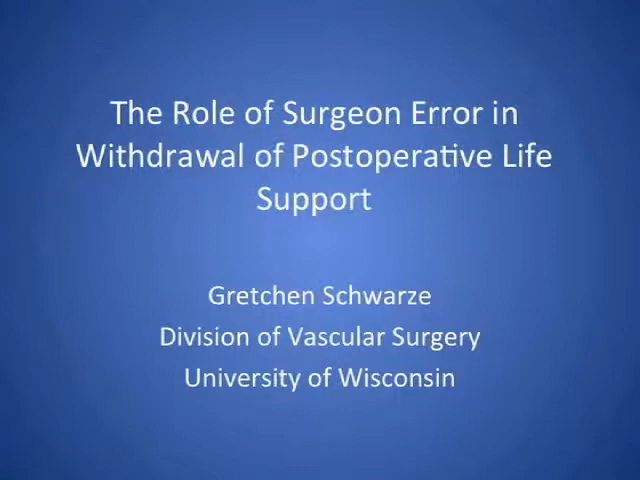 The Role of Surgeon Error in
Withdrawal of Postoperative Life
Support
Gretchen Schwarze
Division of Vascular Surgery
University of Wisconsin